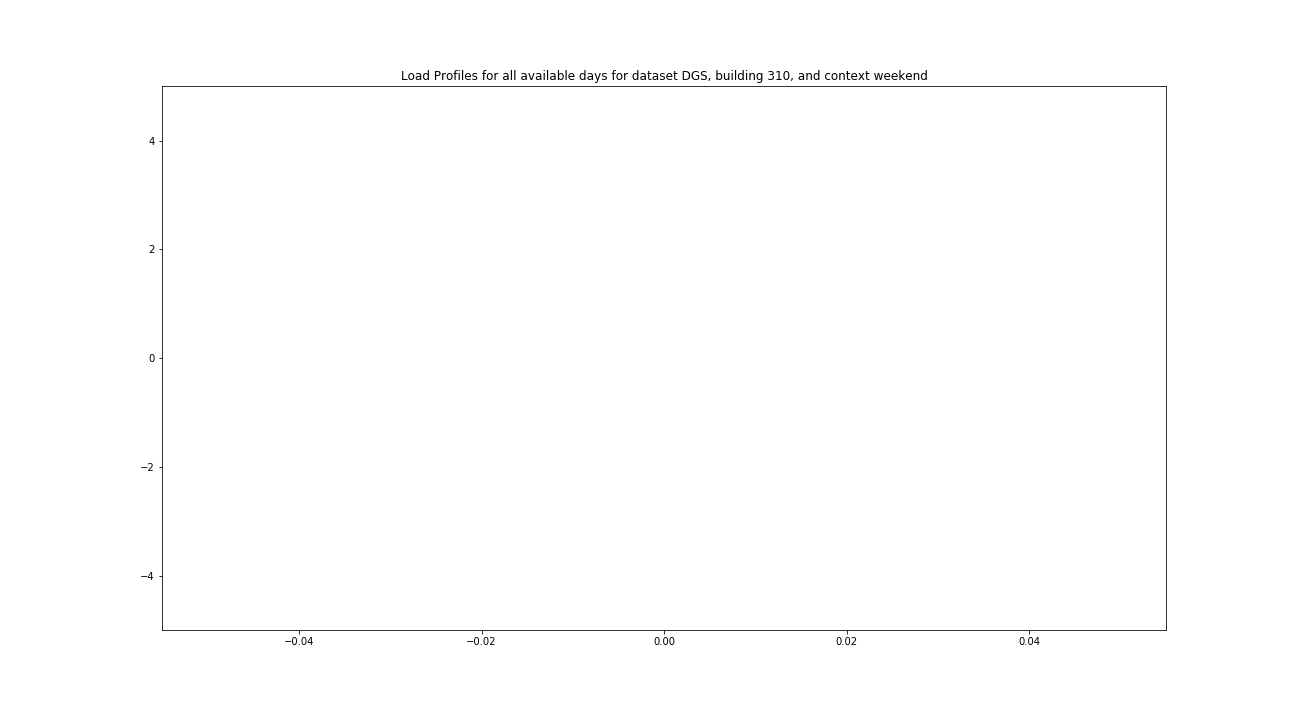 Load Profiles for all available days for dataset DGS, building 310, and context weekend
4
2
0
−2
−4
−0.04 −0.02 0.00 0.02 0.04